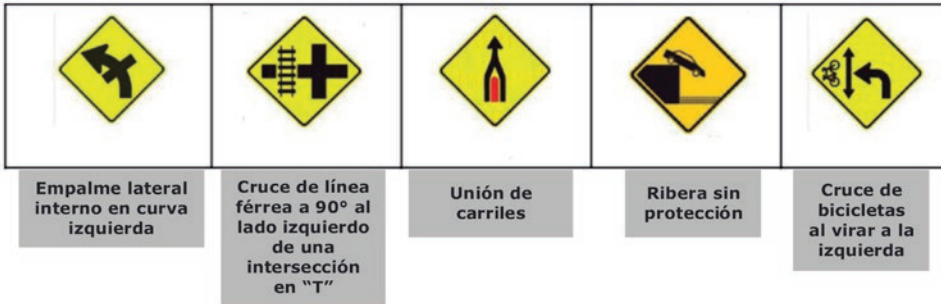 Empalme lateral
interno en curva
izquierda
Cruce de línea
férrea a 90° al
lado izquierdo
de una
intersección
en “T”
Unión de
carriles
Ribera sin
protección
Cruce de
bicicletas
al virar a la
izquierda